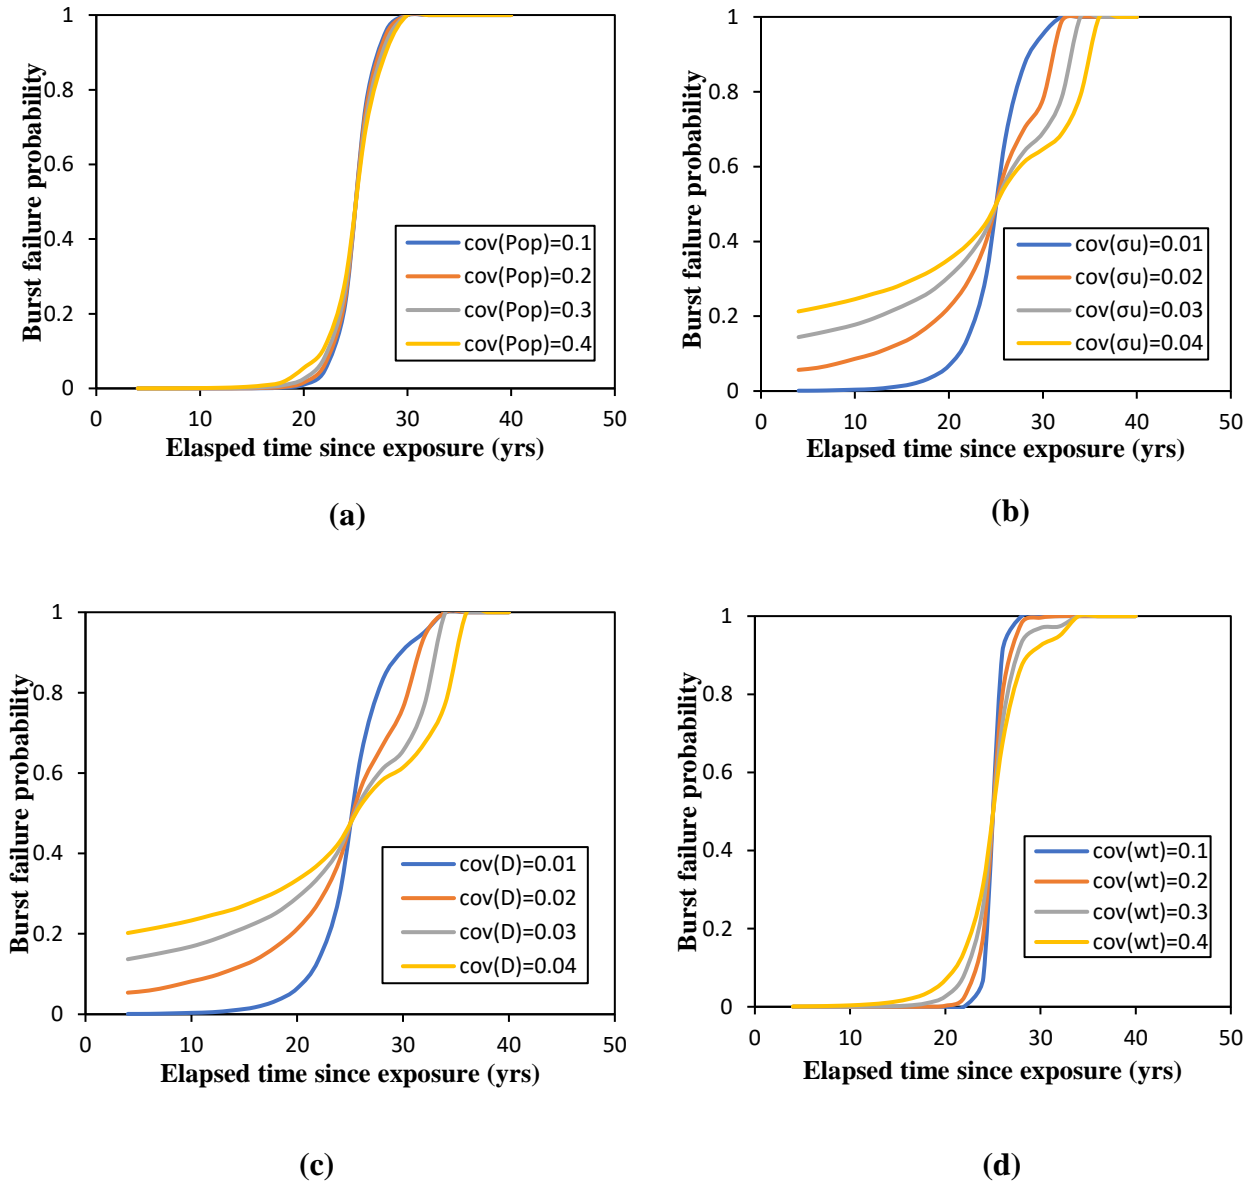 Burst failure probability
1
0.8
0.6
0.4
0.2
0
0 10 20 30 40 50
cov(Pop)=0.1
cov(Pop)=0.2
cov(Pop)=0.3
cov(Pop)=0.4
Elasped time since exposure (yrs)
(a)
Burst failure probability
1
0.8
0.6
0.4
0.2
0
0 10 20 30 40 50
cov(σu)=0.01
cov(σu)=0.02
cov(σu)=0.03
cov(σu)=0.04
Elapsed time since exposure (yrs)
(b)
Burst failure probability
1
0.8
0.6
0.4
0.2
0
0 10 20 30 40 50
cov(D)=0.01
cov(D)=0.02
cov(D)=0.03
cov(D)=0.04
Elapsed time since exposure (yrs)
(c)
Burst failure probability
1
0.8
0.6
0.4
0.2
0
0 10 20 30 40 50
cov(wt)=0.1
cov(wt)=0.2
cov(wt)=0.3
cov(wt)=0.4
Elapsed time since exposure (yrs)
(d)